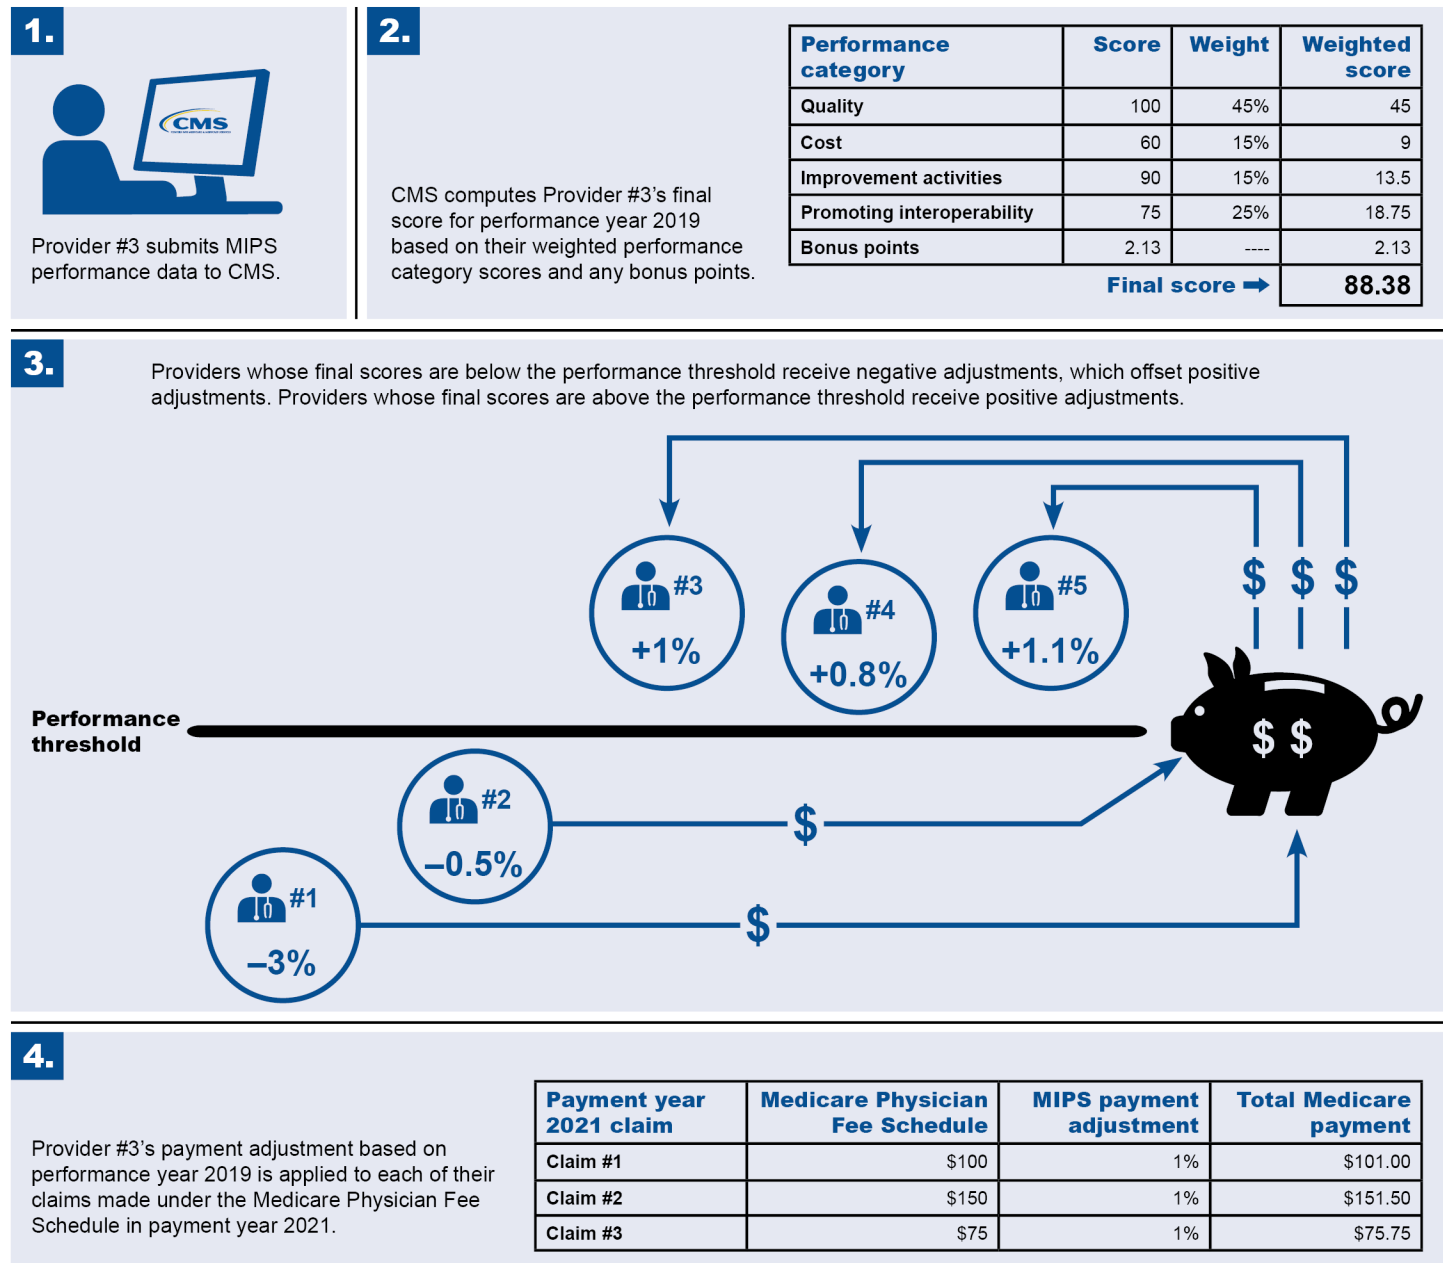 1.
CMS
Provider #3 submits MIPS
performance data to CMS.
2.
CMS computes Provider #3’s final
score for performance year 2019
based on their weighted performance
category scores and any bonus points.
Performance category Score Weight Weighted score
Quality 100 45% 45
Cost 60 15% 9
Improvement activities 90 15% 13.5
Promoting interoperability 75 25% 18.75
Bonus points 2.13 ---- 2.13
Final score 88.38
3.
Providers whose final scores are below the performance threshold receive negative adjustments, which offset positive
adjustments. Providers whose final scores are above the performance threshold receive positive adjustments.
#3
+1%
#4
+0.8%
#5
+1.1%
$ $ $
Performance
threshold
$ $
#2
–0.5%
$
#1
–3%
$
4.
Provider #3’s payment adjustment based on
performance year 2019 is applied to each of their
claims made under the Medicare Physician Fee
Schedule in payment year 2021.
Payment year 2021 claim Medicare Physician Fee Schedule MIPS payment adjustment Total Medicare payment
Claim #1 $100 1% $101.00
Claim #2 $150 1% $151.50
Claim #3 $75 1% $75.75